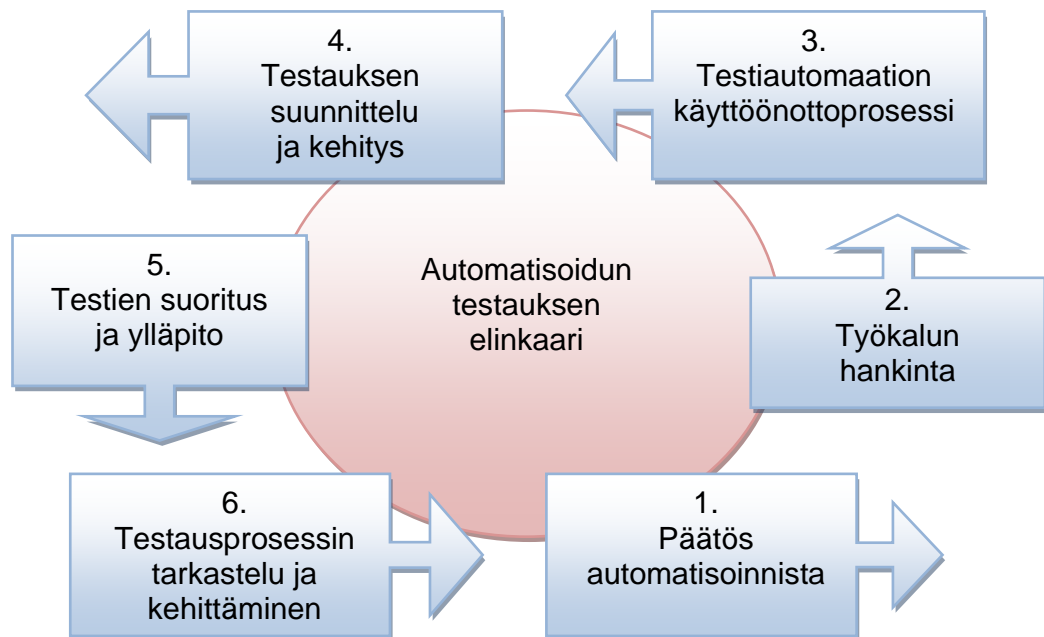 4.
Testauksen
suunnittelu
ja kehitys
3.
Testiautomaation
käyttöönottoprosessi
5.
Testien suoritus
ja ylläpito
Automatisoidun
testauksen
elinkaari
2.
Työkalun
hankinta
6.
Testausprosessin
tarkastelu ja
kehittäminen
1.
Päätös
automatisoinnista